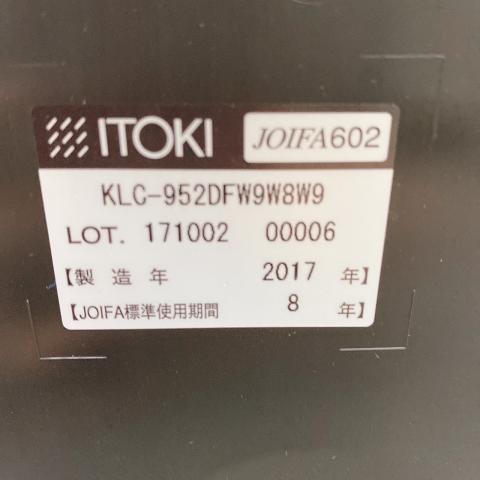 ITOKI JOIFA602
KLC-952DFW9W8W9
LOT. 171002 00006
【製造年 2017 年】
【JOIFA標準使用期間 8 年】